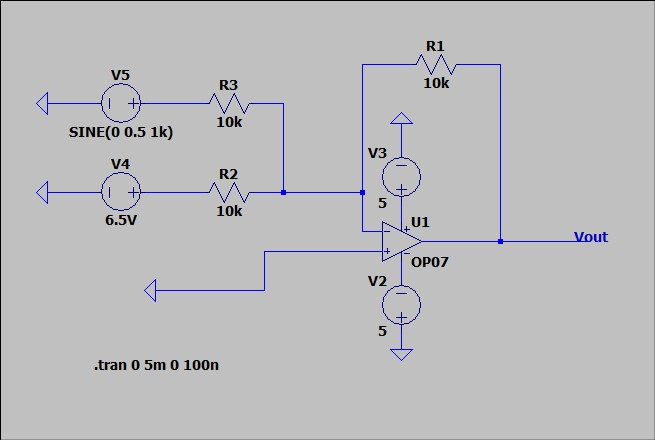 R1
10k
V5
R3
SINE(0 0.5 1k)
10k
V4
R2
6.5V
10k
V3
5
U1
Vout
OP07
V2
5
.tran 0 5m 0 100n